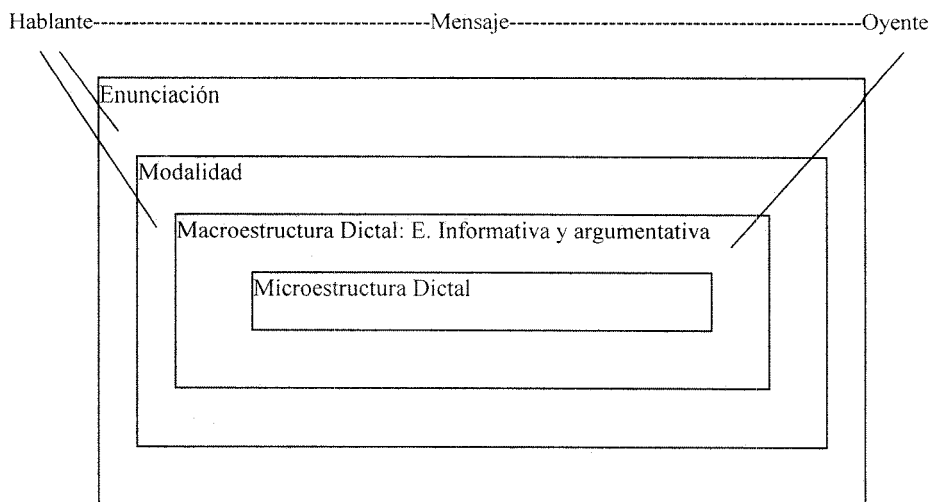 Hablante--------------------------------------------Mensaje----------------------------------------------Oyente
Enunciación
Modalidad
Macroestructura Dictal: E. Informativa y argumentativa
Microestructura Dictal